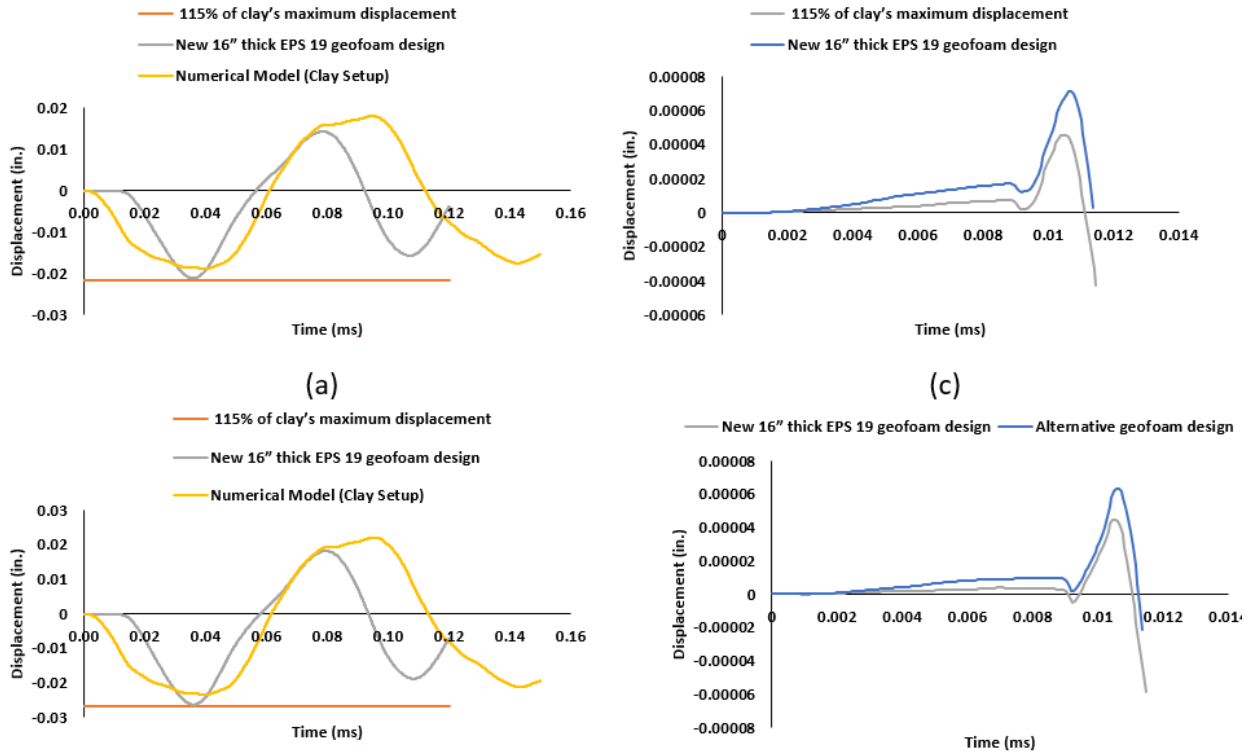 115% of clay’s maximum displacement
New 16” thick EPS 19 geofoam design
Numerical Model (Clay Setup)
0.02
0.01
0
-0.01
-0.02
-0.03
Displacement (in.)
0.00 0.02 0.04 0.06 0.08 0.10 0.12 0.14 0.16
Time (ms)
(a)
115% of clay’s maximum displacement
New 16” thick EPS 19 geofoam design
0.00008
0.00006
0.00004
0.00002
0
-0.00002
-0.00004
-0.00006
Displacement (in.)
0 0.002 0.004 0.006 0.008 0.01 0.012 0.014
Time (ms)
(c)
115% of clay’s maximum displacement
New 16” thick EPS 19 geofoam design
Numerical Model (Clay Setup)
0.03
0.02
0.01
0
-0.01
-0.02
-0.03
Displacement (in.)
0.00 0.02 0.04 0.06 0.08 0.10 0.12 0.14 0.16
Time (ms)
New 16” thick EPS 19 geofoam design Alternative geofoam design
0.00008
0.00006
0.00004
0.00002
0
-0.00002
-0.00004
-0.00006
-0.00008
Displacement (in.)
0 0.002 0.004 0.006 0.008 0.01 0.012 0.014
Time (ms)